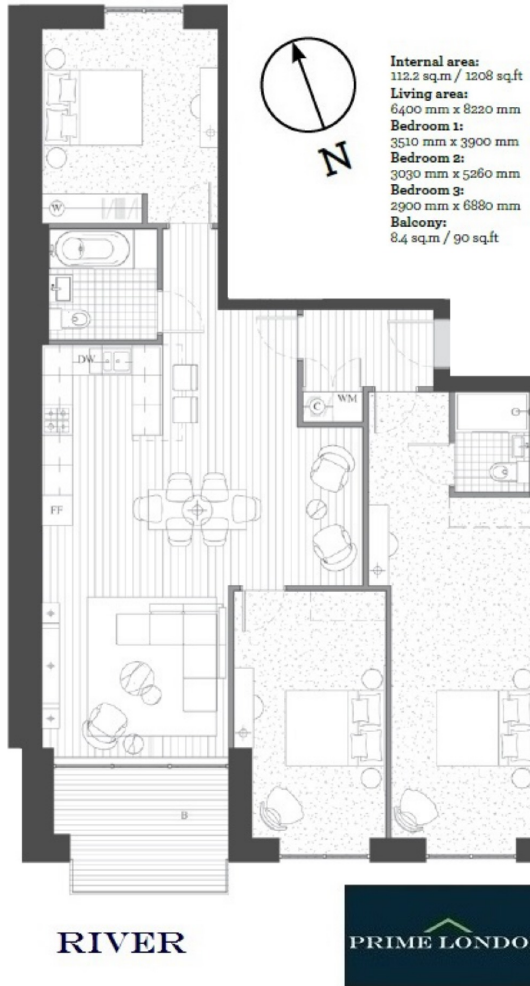 Internal area:
112.2 sq.m / 1208 sq.ft
Living area:
6400 mm x 8220 mm
Bedroom 1:
3510 mm x 3900 mm
Bedroom 2:
3030 mm x 5260 mm
Bedroom 3:
2900 mm x 6880 mm
Balcony:
8.4 sq.m / 90 sq.ft
N
W
DW
C
WM
FF
B
RIVER
PRIME LONDO